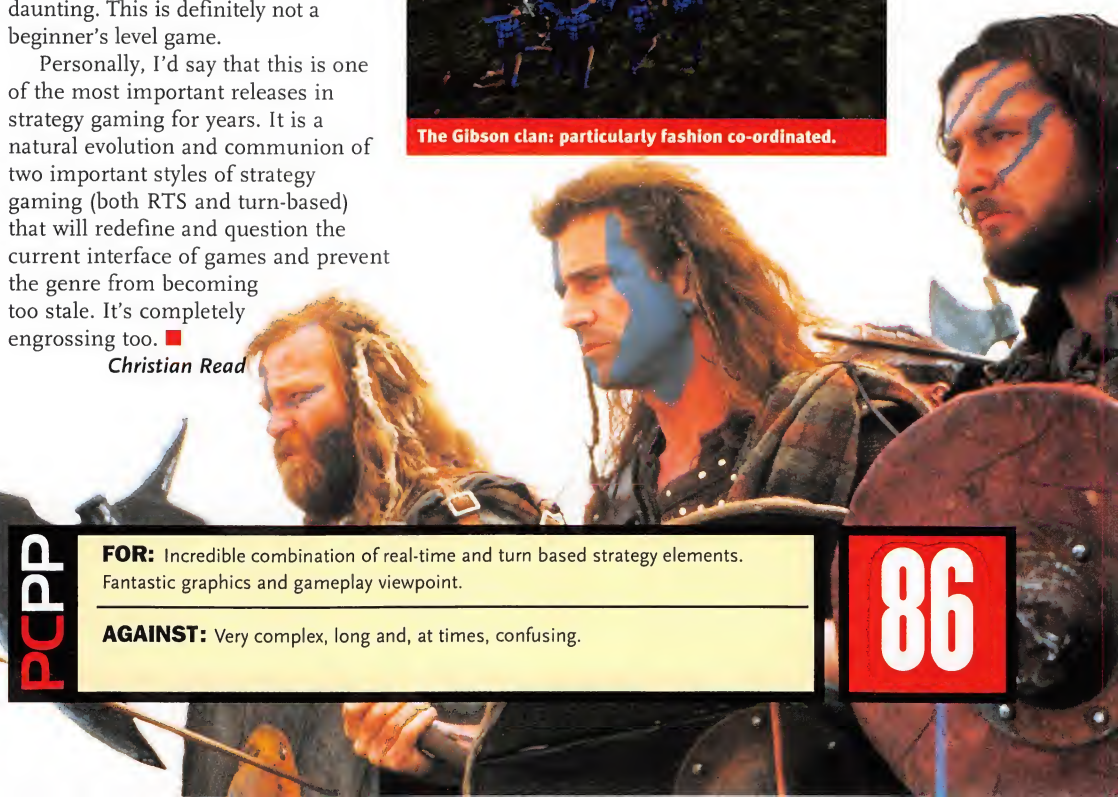 daunting. This is definitely not a
beginner's level game.
Personally, I'd say that this is one
of the most important releases in
strategy gaming for years. It is a
natural evolution and communion of
two important styles of strategy
gaming (both RTS and turn-based)
that will redefine and question the
current interface of games and prevent
the genre from becoming
too stale. It's completely
engrossing too.
Christian Read
The Gibson clan: particularly fashion co-ordinated.
PCPP
FOR: Incredible combination of real-time and turn based strategy elements.
Fantastic graphics and gameplay viewpoint.
AGAINST: Very complex, long and, at times, confusing.
86